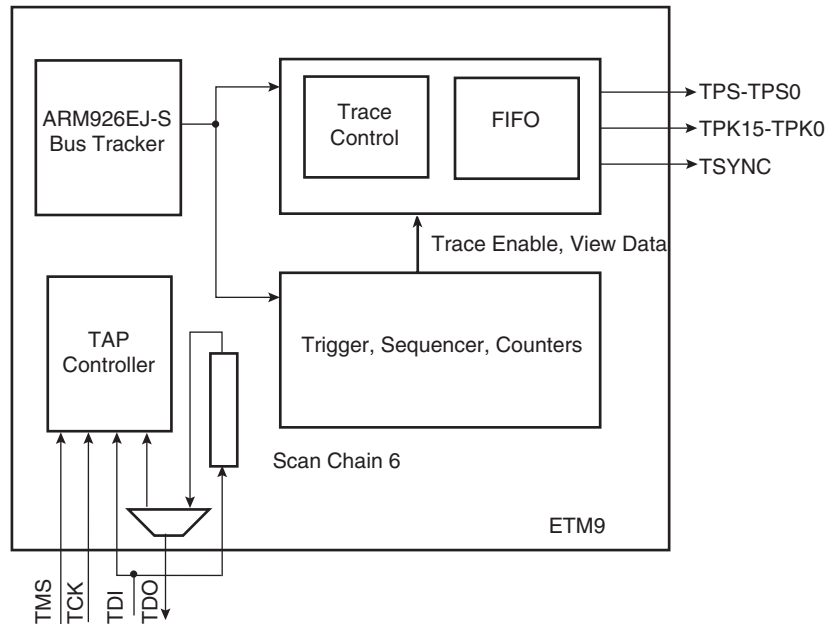 ARM926EJ-S
Bus Tracker
Trace
Control
FIFO
TPS-TPS0
TPK15-TPK0
TSYNC
Trace Enable, View Data
TAP
Controller
Trigger, Sequencer, Counters
Scan Chain 6
ETM9
TMS
TCK
TDI
TDO